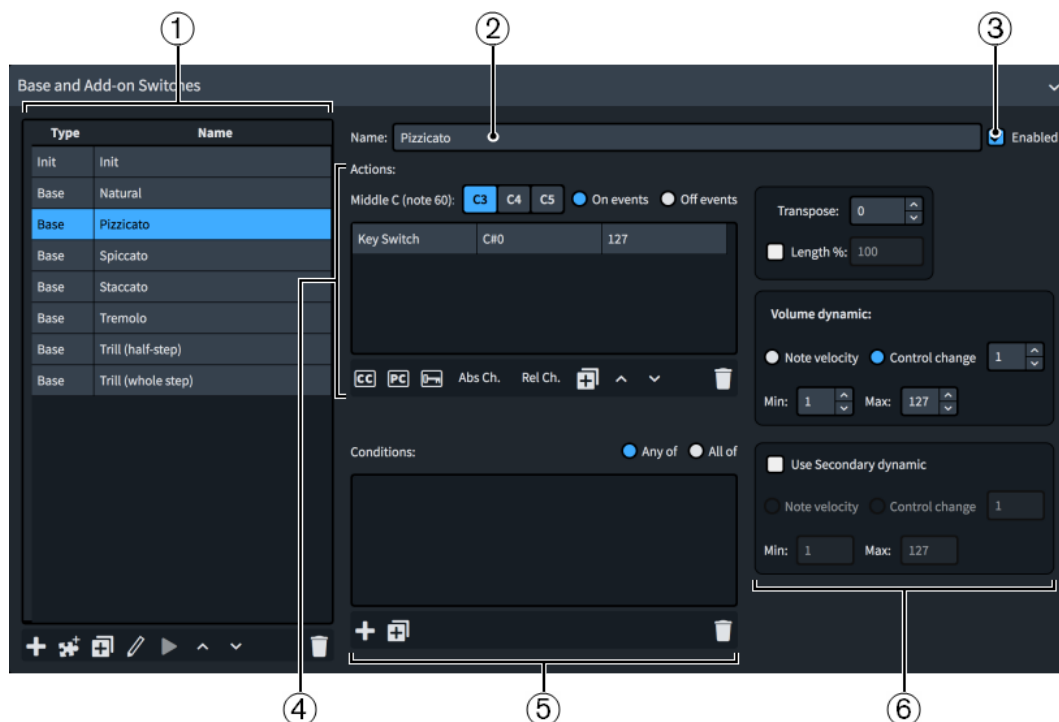 ① ② ③
Base and Add-on Switches
Type Name
Init Init
Base Natural
Base Pizzicato
Base Spiccato
Base Staccato
Base Tremolo
Base Trill (half-step)
Base Trill (whole step)
Name: Pizzicato Enabled
Actions:
Middle C (note 60): C3 C4 C5 On events Off events
Key Switch C#0 127
CC PC Abs Ch. Rel Ch.
Conditions: Any of All of
Transpose: 0
Length %: 100
Volume dynamic:
Note velocity Control change 1
Min: 1 Max: 127
Use Secondary dynamic
Note velocity Control change 1
Min: 1 Max: 127
④ ⑤ ⑥